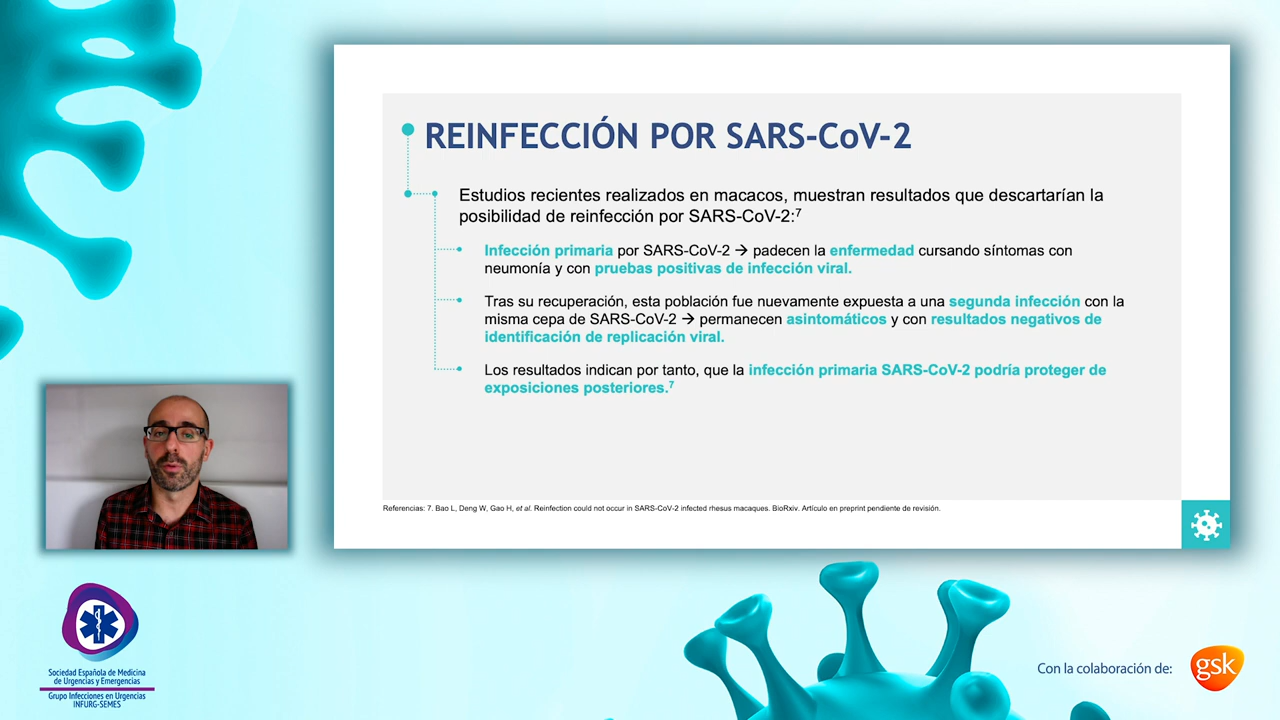 REINFECCIÓN POR SARS-CoV-2
Estudios recientes realizados en macacos, muestran resultados que descartarían la
posibilidad de reinfección por SARS-CoV-2:7
Infección primaria por SARS-CoV-2 → padecen la enfermedad cursando síntomas con
neumonía y con pruebas positivas de infección viral.
Tras su recuperación, esta población fue nuevamente expuesta a una segunda infección con la
misma cepa de SARS-CoV-2 → permanecen asintomáticos y con resultados negativos de
identificación de replicación viral.
Los resultados indican por tanto, que la infección primaria SARS-CoV-2 podría proteger de
exposiciones posteriores.7
Referencias: 7. Bao L, Deng W, Gao H, et al. Reinfection could not occur in SARS-CoV-2 infected rhesus macaques. BioRxiv. Artículo en preprint pendiente de revisión.
Sociedad Española de Medicina
de Urgencias y Emergencias
Grupo Infecciones en Urgencias
INFURG-SEMES
Con la colaboración de:
gsk